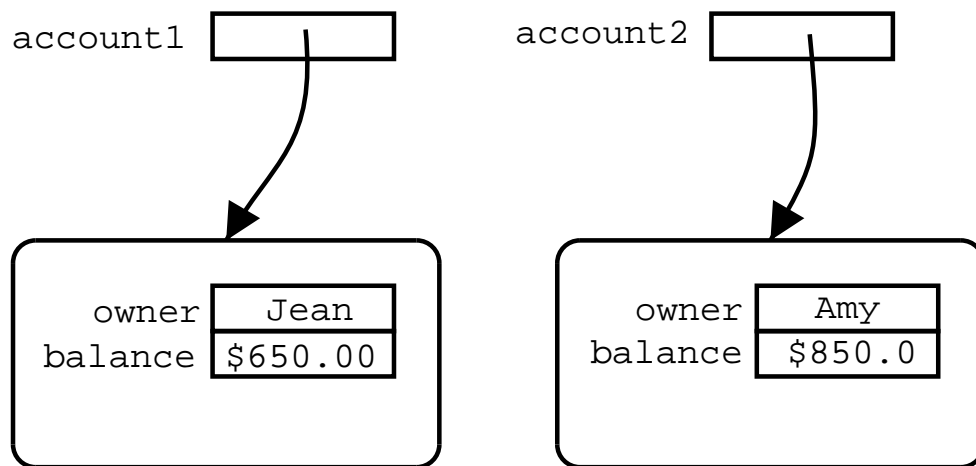 account1
account2
owner Jean
balance $650.00
owner Amy
balance $850.0